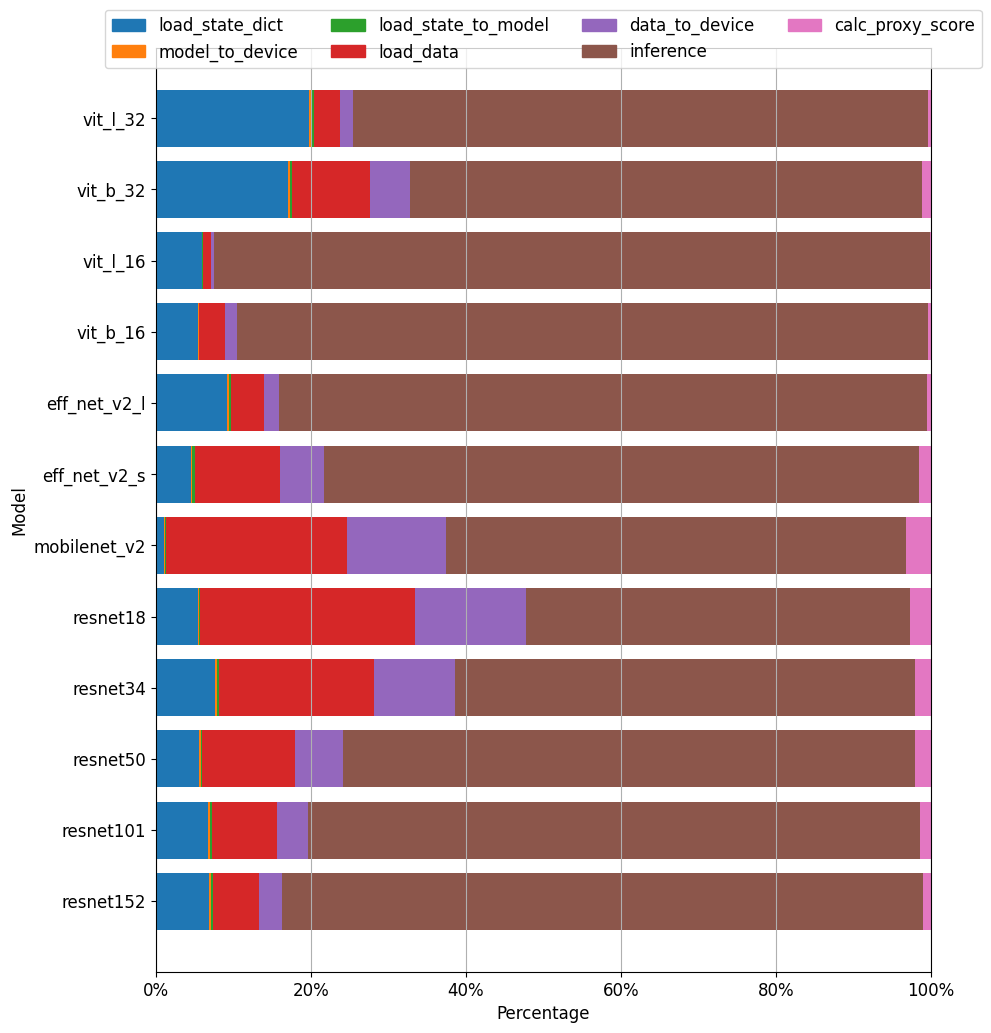 load_state_dict load_state_to_model data_to_device calc_proxy_score
model_to_device load_data inference
vit_l_32
vit_b_32
vit_l_16
vit_b_16
eff_net_v2_l
eff_net_v2_s
mobilenet_v2
resnet18
resnet34
resnet50
resnet101
resnet152
Model
0% 20% 40% 60% 80% 100%
Percentage